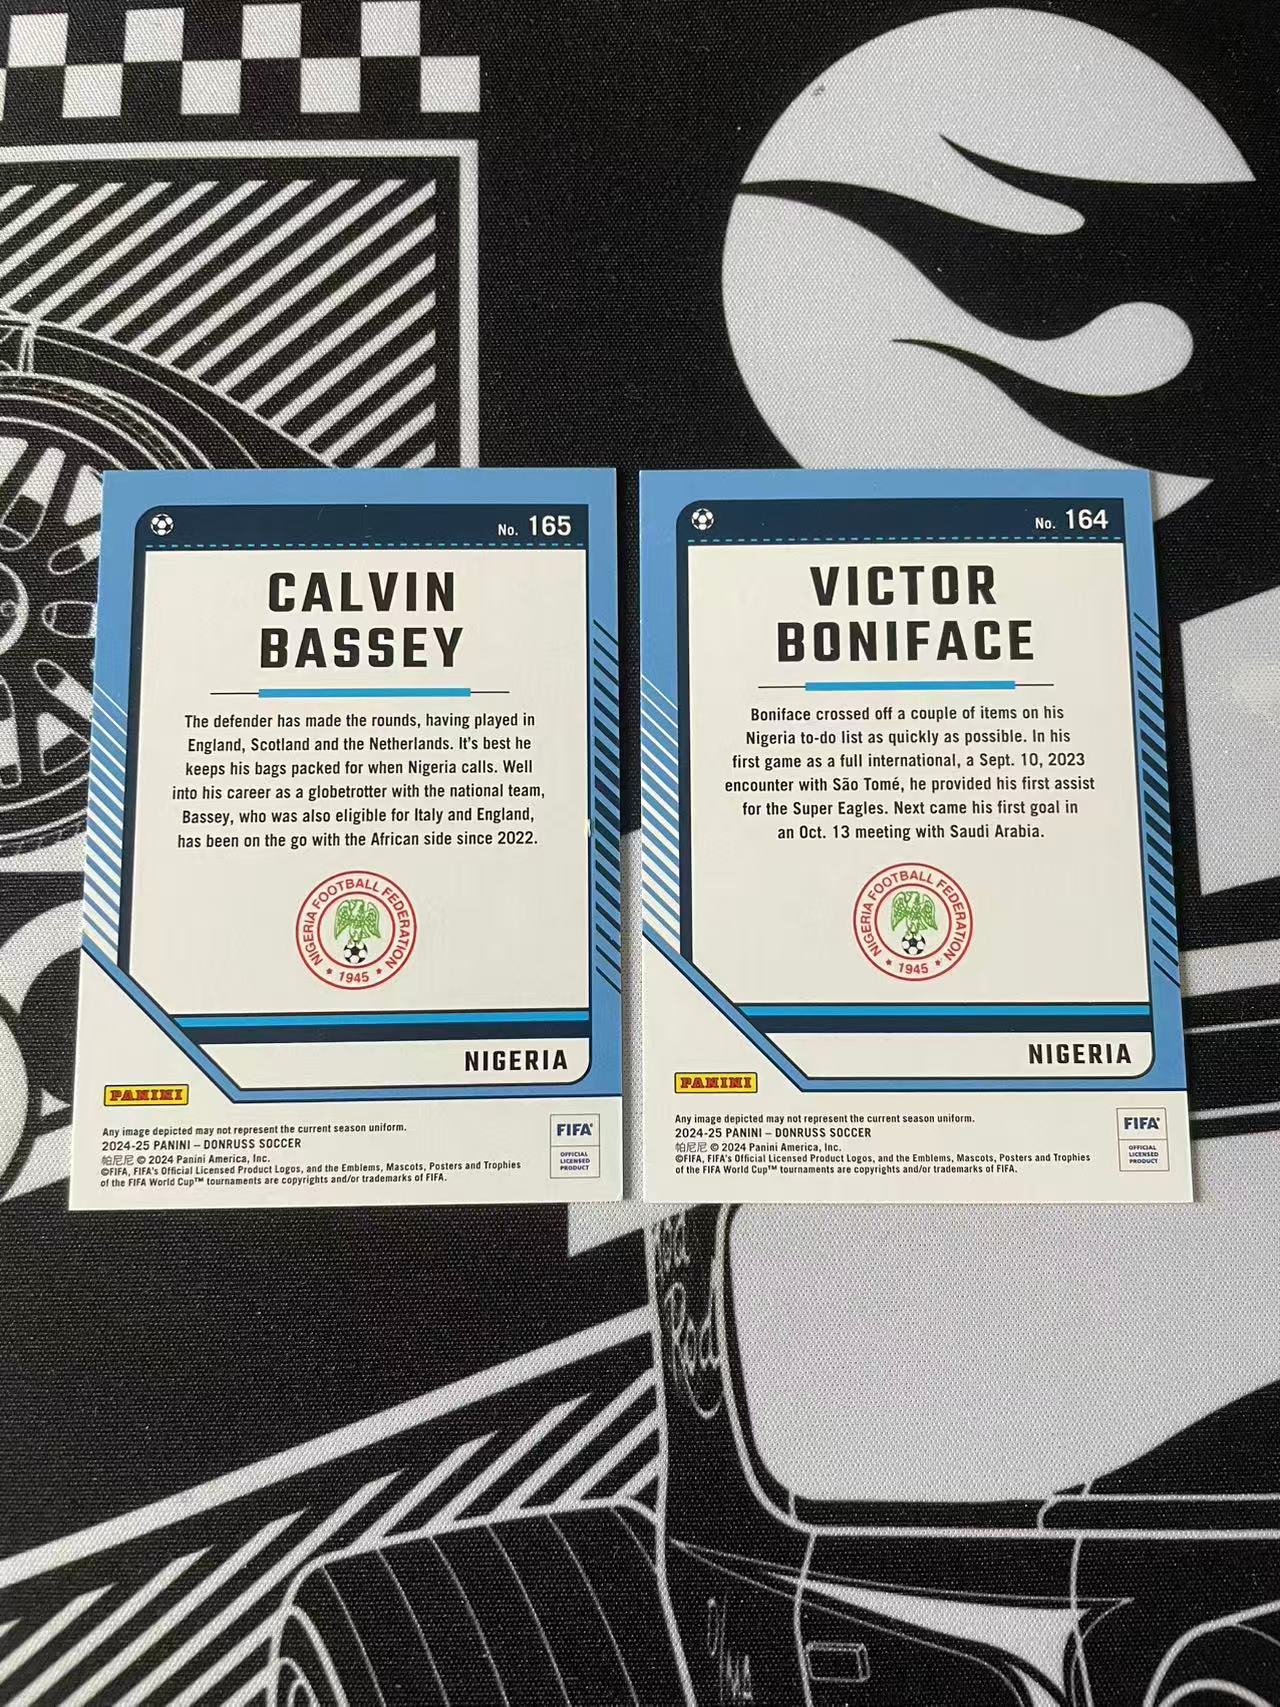 No. 165
CALVIN
BASSEY
The defender has made the rounds, having played in
England, Scotland and the Netherlands. It's best he
keeps his bags packed for when Nigeria calls. Well
into his career as a globetrotter with the national team,
Bassey, who was also eligible for Italy and England,
has been on the go with the African side since 2022.
NIGERIA FOOTBALL FEDERATION
1945
NIGERIA
PANINI
Any image depicted may not represent the current season uniform.
2024-25 PANINI – DONRUSS SOCCER
帕尼尼 © 2024 Panini America, Inc.
©FIFA, FIFA's Official Licensed Product Logos, and the Emblems, Mascots, Posters and Trophies
of the FIFA World Cup™ tournaments are copyrights and/or trademarks of FIFA.
FIFA®
OFFICIAL
LICENSED
PRODUCT
No. 164
VICTOR
BONIFACE
Boniface crossed off a couple of items on his
Nigeria to-do list as quickly as possible. In his
first game as a full international, a Sept. 10, 2023
encounter with São Tomé, he provided his first assist
for the Super Eagles. Next came his first goal in
an Oct. 13 meeting with Saudi Arabia.
NIGERIA FOOTBALL FEDERATION
1945
NIGERIA
PANINI
Any image depicted may not represent the current season uniform.
2024-25 PANINI – DONRUSS SOCCER
帕尼尼 © 2024 Panini America, Inc.
©FIFA, FIFA's Official Licensed Product Logos, and the Emblems, Mascots, Posters and Trophies
of the FIFA World Cup™ tournaments are copyrights and/or trademarks of FIFA.
FIFA®
OFFICIAL
LICENSED
PRODUCT
Rod